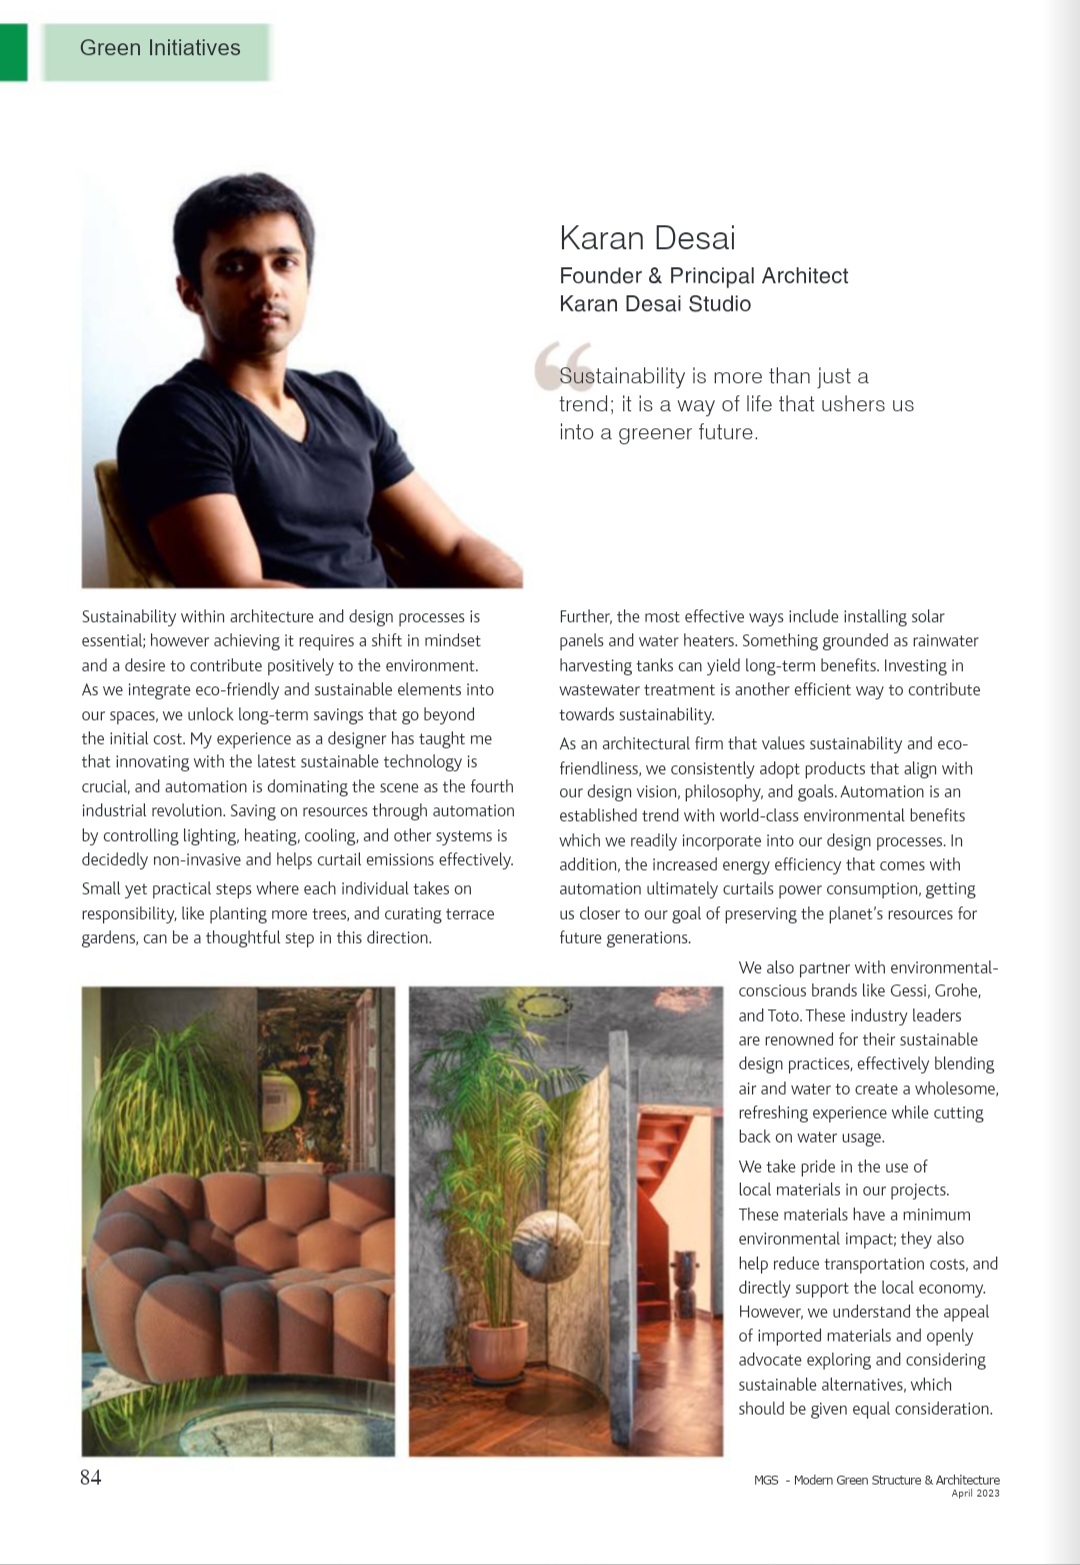 Green Initiatives
Karan Desai
Founder & Principal Architect
Karan Desai Studio
“
Sustainability is more than just a
trend; it is a way of life that ushers us
into a greener future.
Sustainability within architecture and design processes is
essential; however achieving it requires a shift in mindset
and a desire to contribute positively to the environment.
As we integrate eco-friendly and sustainable elements into
our spaces, we unlock long-term savings that go beyond
the initial cost. My experience as a designer has taught me
that innovating with the latest sustainable technology is
crucial, and automation is dominating the scene as the fourth
industrial revolution. Saving on resources through automation
by controlling lighting, heating, cooling, and other systems is
decidedly non-invasive and helps curtail emissions effectively.
Small yet practical steps where each individual takes on
responsibility, like planting more trees, and curating terrace
gardens, can be a thoughtful step in this direction.
Further, the most effective ways include installing solar
panels and water heaters. Something grounded as rainwater
harvesting tanks can yield long-term benefits. Investing in
wastewater treatment is another efficient way to contribute
towards sustainability.
As an architectural firm that values sustainability and eco-
friendliness, we consistently adopt products that align with
our design vision, philosophy, and goals. Automation is an
established trend with world-class environmental benefits
which we readily incorporate into our design processes. In
addition, the increased energy efficiency that comes with
automation ultimately curtails power consumption, getting
us closer to our goal of preserving the planet's resources for
future generations.
We also partner with environmental-
conscious brands like Gessi, Grohe,
and Toto. These industry leaders
are renowned for their sustainable
design practices, effectively blending
air and water to create a wholesome,
refreshing experience while cutting
back on water usage.
We take pride in the use of
local materials in our projects.
These materials have a minimum
environmental impact; they also
help reduce transportation costs, and
directly support the local economy.
However, we understand the appeal
of imported materials and openly
advocate exploring and considering
sustainable alternatives, which
should be given equal consideration.
84
MGS - Modern Green Structure & Architecture
April 2023